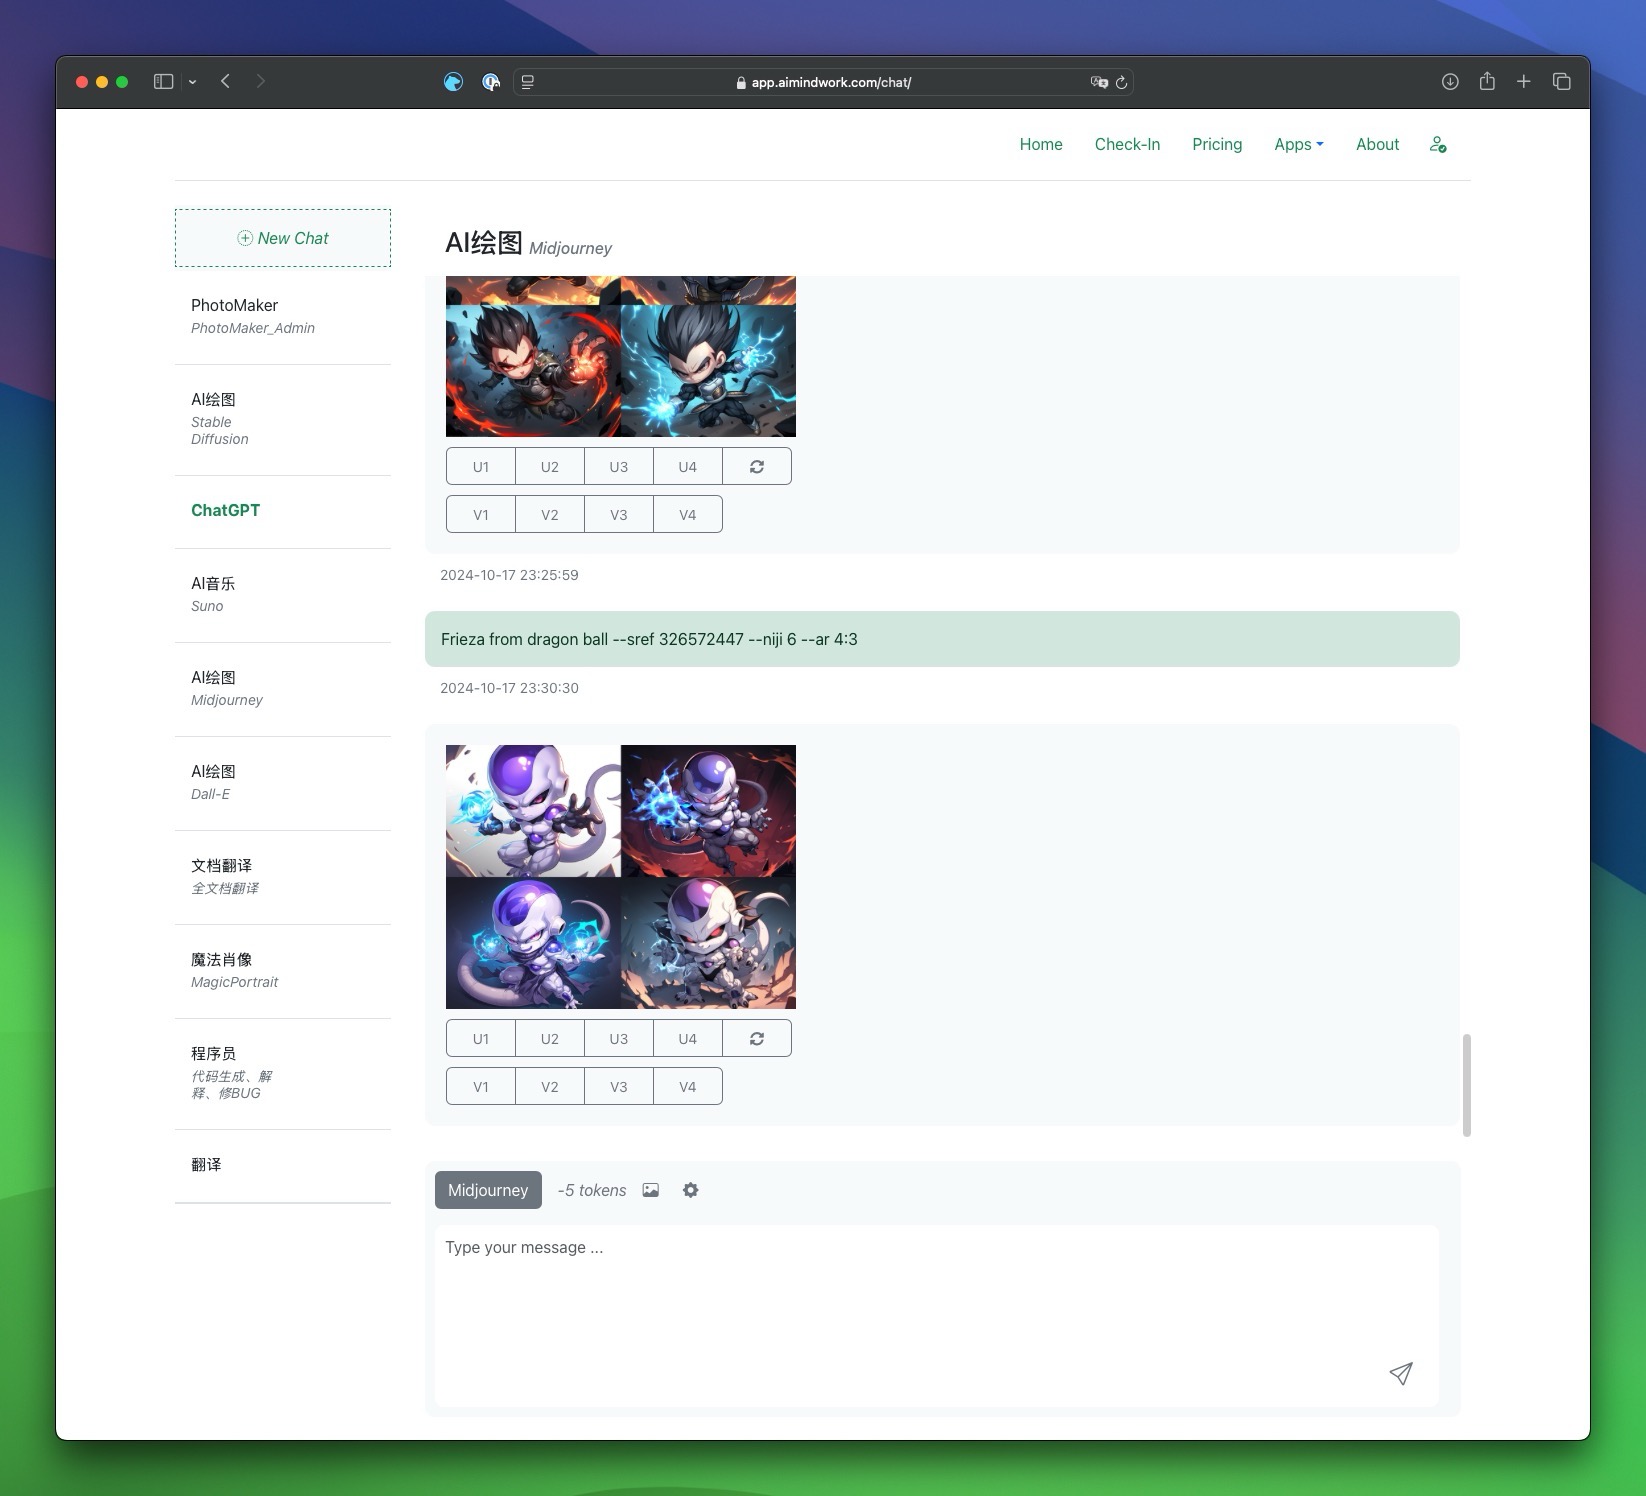 app.aimindwork.com/chat/
Home Check-In Pricing Apps About
New Chat
PhotoMaker
PhotoMaker_Admin
AI绘图
Stable
Diffusion
ChatGPT
AI音乐
Suno
AI绘图
Midjourney
AI绘图
Dall-E
文档翻译
全文档翻译
魔法肖像
MagicPortrait
程序员
代码生成、解
释、修BUG
翻译
AI绘图 Midjourney
U1 U2 U3 U4
V1 V2 V3 V4
2024-10-17 23:25:59
Frieza from dragon ball --sref 326572447 --niji 6 --ar 4:3
2024-10-17 23:30:30
U1 U2 U3 U4
V1 V2 V3 V4
Midjourney -5 tokens
Type your message ...